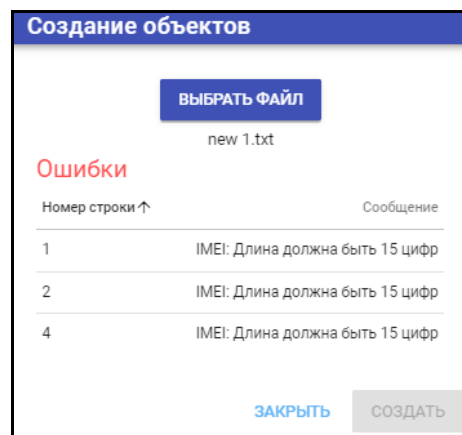 Создание объектов
ВЫБРАТЬ ФАЙЛ
new 1.txt
Ошибки
Номер строки↑ Сообщение
1 IMEI: Длина должна быть 15 цифр
2 IMEI: Длина должна быть 15 цифр
4 IMEI: Длина должна быть 15 цифр
ЗАКРЫТЬ СОЗДАТЬ